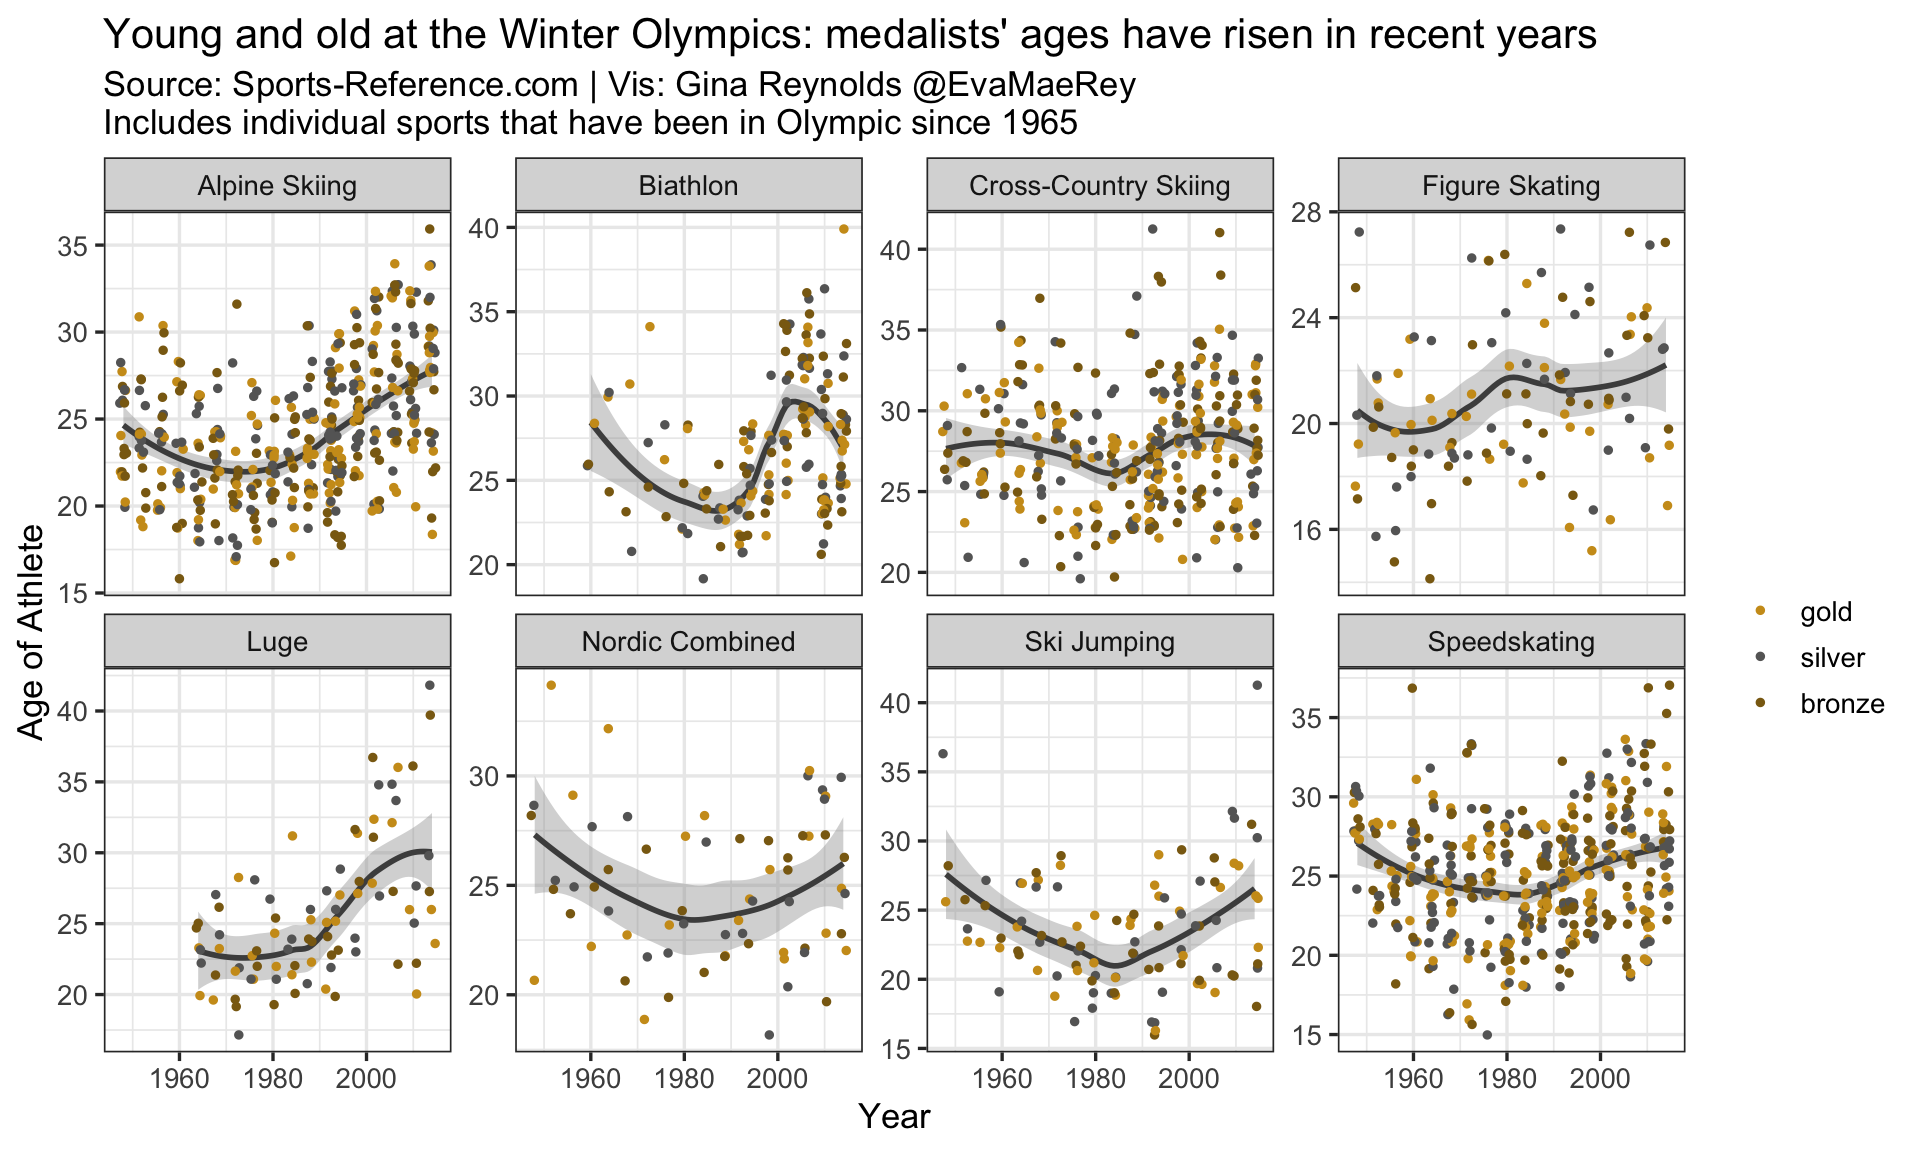 Young and old at the Winter Olympics: medalists' ages have risen in recent years
Source: Sports-Reference.com | Vis: Gina Reynolds @EvaMaeRey
Includes individual sports that have been in Olympic since 1965
Alpine Skiing
Biathlon
Cross-Country Skiing
Figure Skating
35
30
25
20
15
40
35
30
25
20
40
35
30
25
20
28
24
20
16
Age of Athlete
Luge
Nordic Combined
Ski Jumping
Speedskating
40
35
30
25
20
30
25
20
40
35
30
25
20
15
35
30
25
20
15
1960 1980 2000
1960 1980 2000
1960 1980 2000
1960 1980 2000
Year
gold
silver
bronze